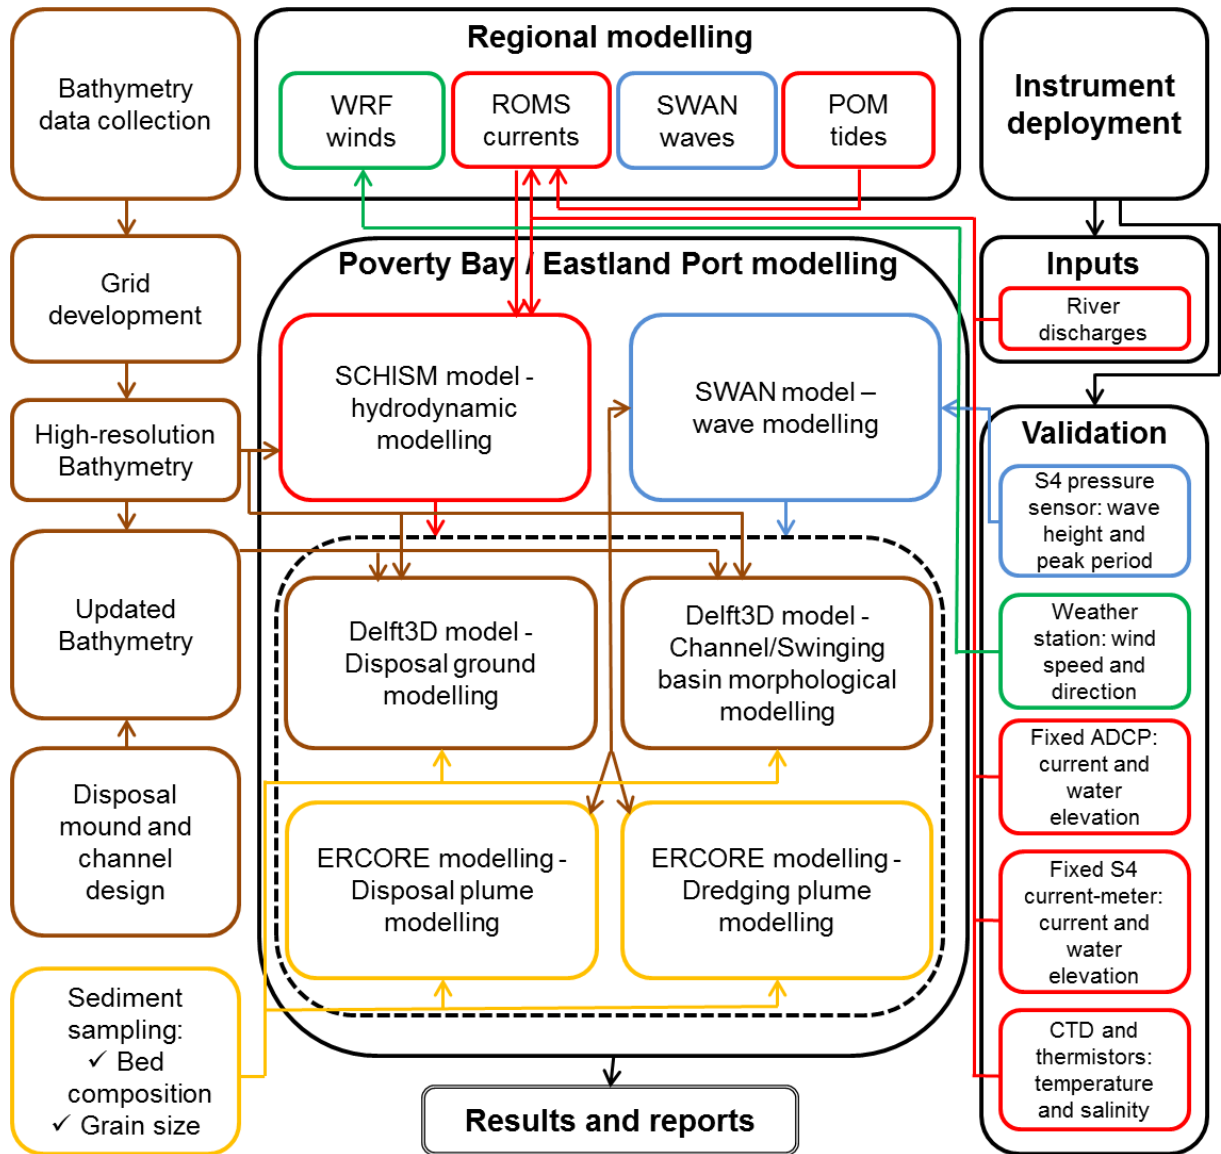 Bathymetry
data collection
Grid
development
High-resolution
Bathymetry
Updated
Bathymetry
Disposal
mound and
channel
design
Sediment
sampling:
✓ Bed
composition
✓ Grain size
Regional modelling
WRF
winds
ROMS
currents
SWAN
waves
POM
tides
Poverty Bay / Eastland Port modelling
SCHISM model -
hydrodynamic
modelling
SWAN model –
wave modelling
Delft3D model -
Disposal ground
modelling
Delft3D model -
Channel/Swinging
basin morphological
modelling
ERCORE modelling -
Disposal plume
modelling
ERCORE modelling -
Dredging plume
modelling
Results and reports
Instrument
deployment
Inputs
River
discharges
Validation
S4 pressure
sensor: wave
height and
peak period
Weather
station: wind
speed and
direction
Fixed ADCP:
current and
water
elevation
Fixed S4
current-meter:
current and
water
elevation
CTD and
thermistors:
temperature
and salinity